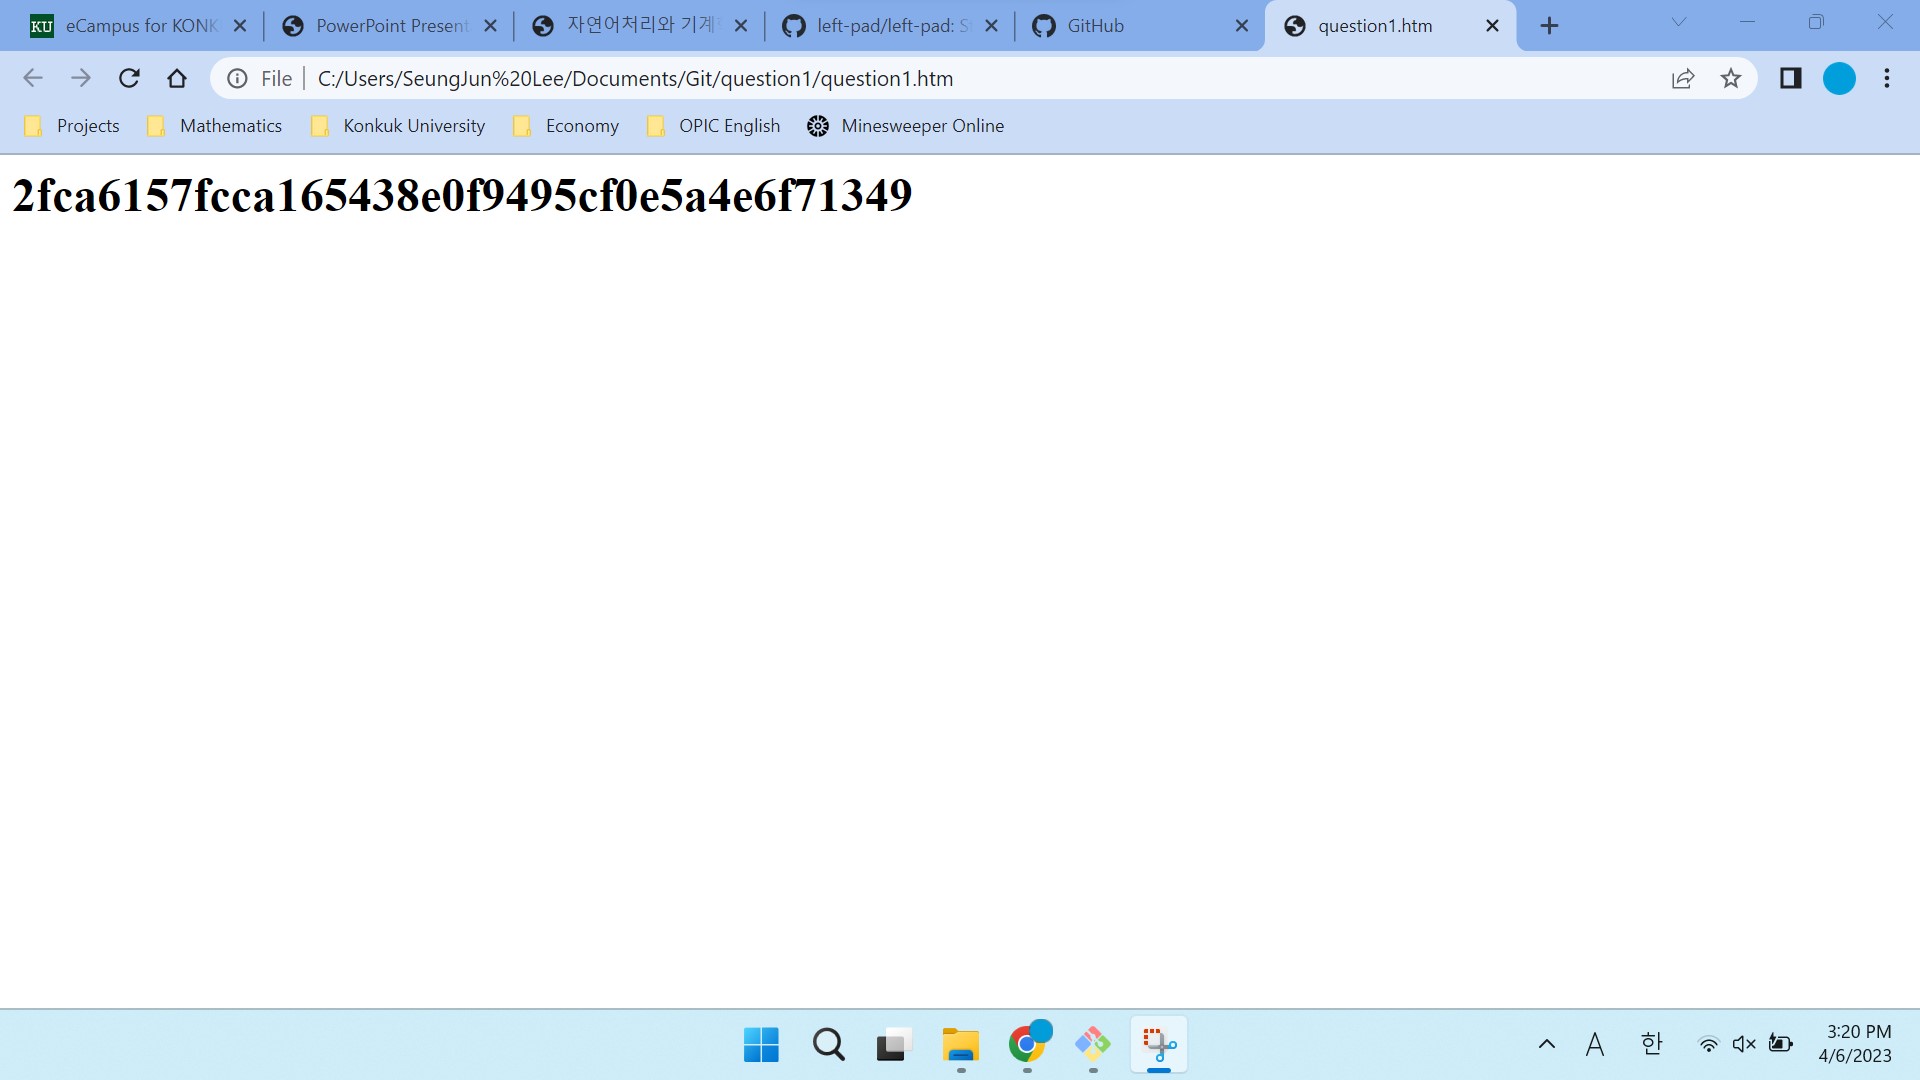 KU eCampus for KONK
PowerPoint Present
자연어처리와 기계
left-pad/left-pad: S
GitHub
question1.htm
File
C:/Users/SeungJun%20Lee/Documents/Git/question1/question1.htm
Projects
Mathematics
Konkuk University
Economy
OPIC English
Minesweeper Online
2fca6157fcca165438e0f9495cf0e5a4e6f71349
A
한
3:20 PM
4/6/2023